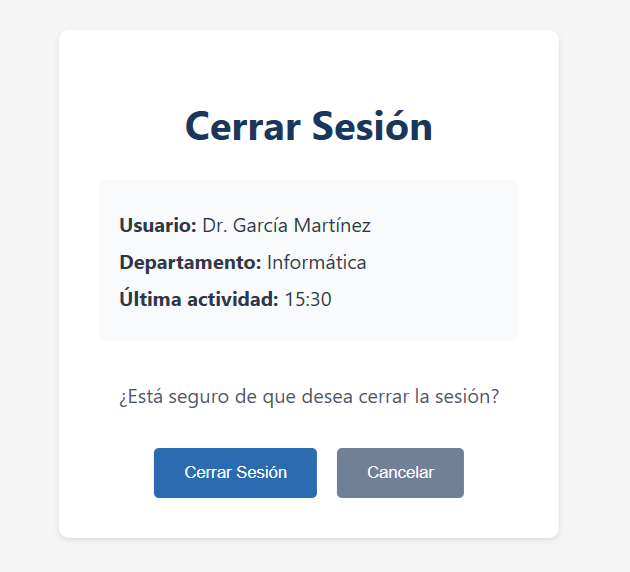 Cerrar Sesión
Usuario: Dr. García Martínez
Departamento: Informática
Última actividad: 15:30
¿Está seguro de que desea cerrar la sesión?
Cerrar Sesión
Cancelar